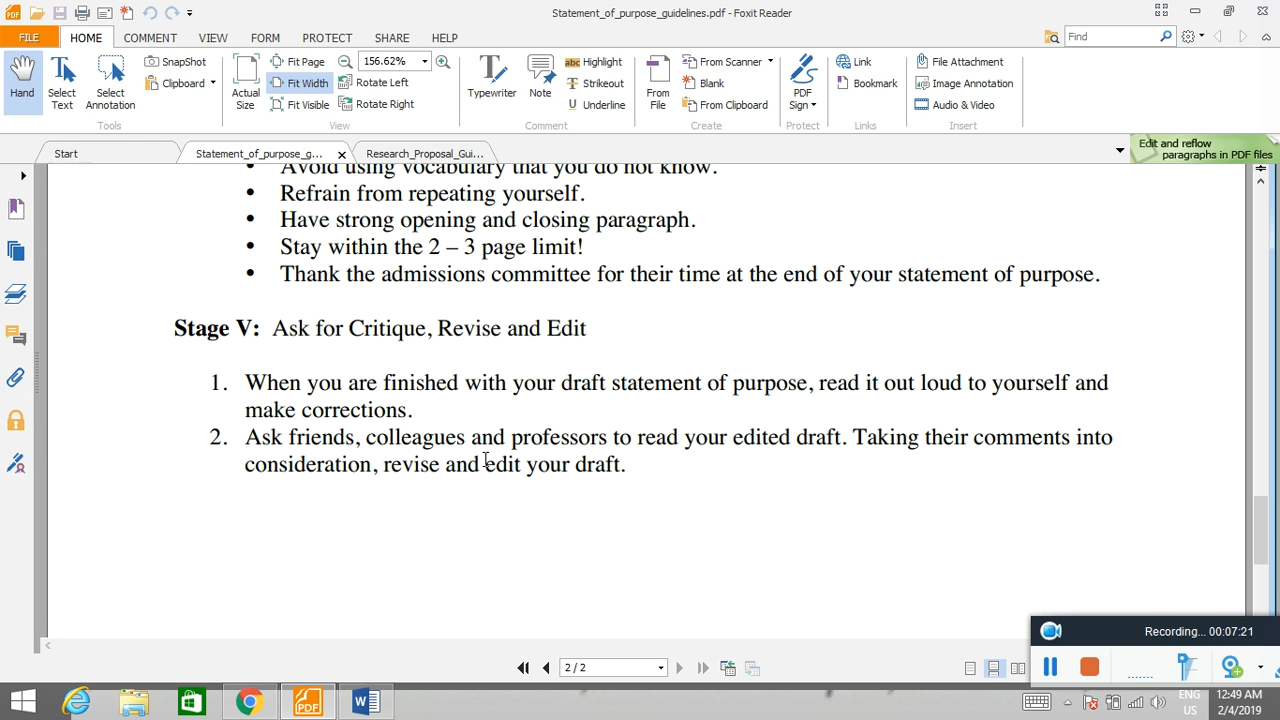 Statement_of_purpose_guidelines.pdf - Foxit Reader
FILE HOME COMMENT VIEW FORM PROTECT SHARE HELP Find
Hand
Select Text
Select Annotation
SnapShot
Clipboard
Tools
Actual Size
Fit Page
Fit Width
Fit Visible
156.62%
Rotate Left
Rotate Right
View
Typewriter
Note
Highlight
Strikeout
Underline
Comment
From File
From Scanner
Blank
From Clipboard
Create
PDF Sign
Protect
Link
Bookmark
Links
File Attachment
Image Annotation
Audio & Video
Insert
Start Statement_of_purpose_g... Research_Proposal_Gui...
Edit and reflow
paragraphs in PDF files
• Avoid using vocabulary that you do not know.
• Refrain from repeating yourself.
• Have strong opening and closing paragraph.
• Stay within the 2 – 3 page limit!
• Thank the admissions committee for their time at the end of your statement of purpose.
Stage V: Ask for Critique, Revise and Edit
1. When you are finished with your draft statement of purpose, read it out loud to yourself and
make corrections.
2. Ask friends, colleagues and professors to read your edited draft. Taking their comments into
consideration, revise and edit your draft.
Recording... 00:07:21
2 / 2
ENG
US
12:49 AM
2/4/2019